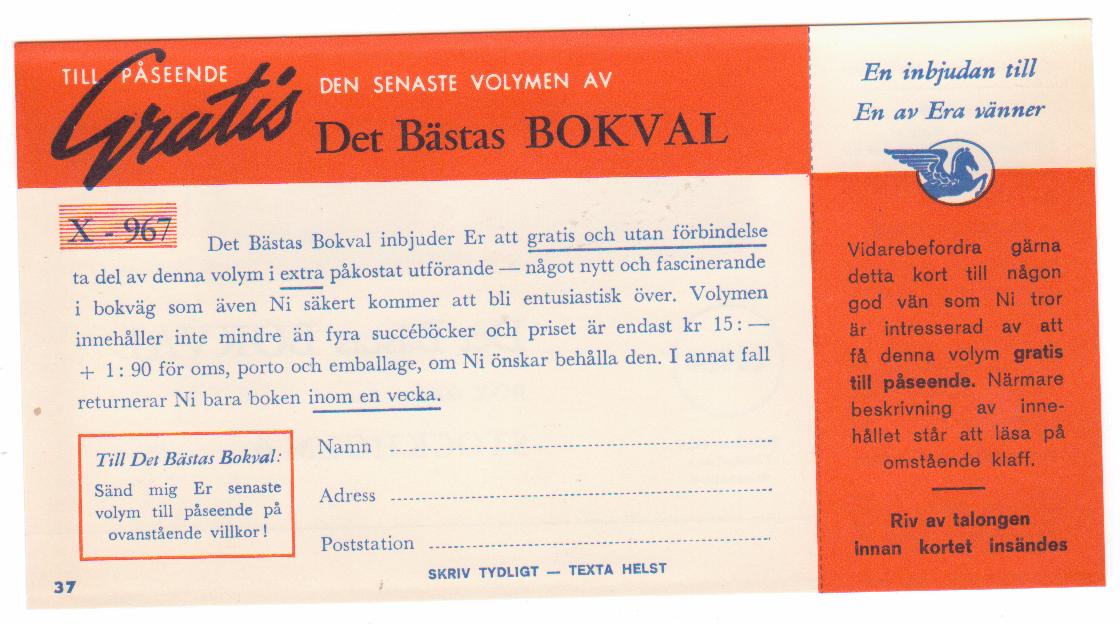 TILL PÅSEENDE
Gratis
DEN SENASTE VOLYMEN AV
Det Bästas BOKVAL
X - 967
Det Bästas Bokval inbjuder Er att gratis och utan förbindelse
ta del av denna volym i extra påkostat utförande — något nytt och fascinerande
i bokväg som även Ni säkert kommer att bli entusiastisk över. Volymen
innehåller inte mindre än fyra succéböcker och priset är endast kr 15: —
+ 1: 90 för oms, porto och emballage, om Ni önskar behålla den. I annat fall
returnerar Ni bara boken inom en vecka.
Till Det Bästas Bokval:
Sänd mig Er senaste
volym till påseende på
ovanstående villkor!
Namn
Adress
Poststation
SKRIV TYDLIGT — TEXTA HELST
37
En inbjudan till
En av Era vänner
Vidarebefordra gärna
detta kort till någon
god vän som Ni tror
är intresserad av att
få denna volym gratis
till påseende. Närmare
beskrivning av inne-
hållet står att läsa på
omstående klaff.
Riv av talongen
innan kortet insändes